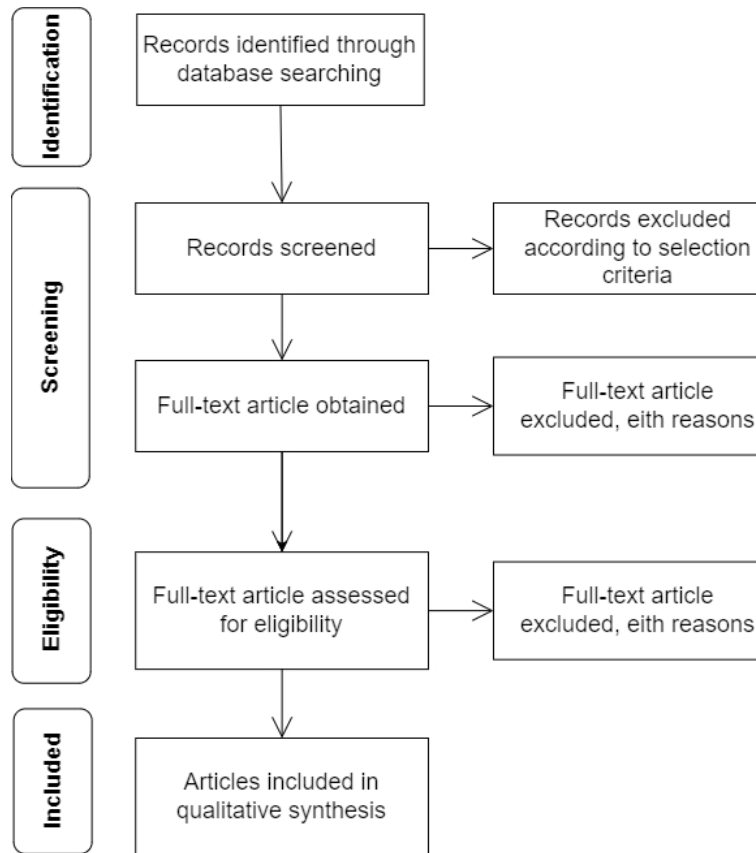 Identification
Records identified through
database searching
Screening
Records screened
Records excluded
according to selection
criteria
Full-text article obtained
Full-text article
excluded, eith reasons
Eligibility
Full-text article assessed
for eligibility
Full-text article
excluded, eith reasons
Included
Articles included in
qualitative synthesis